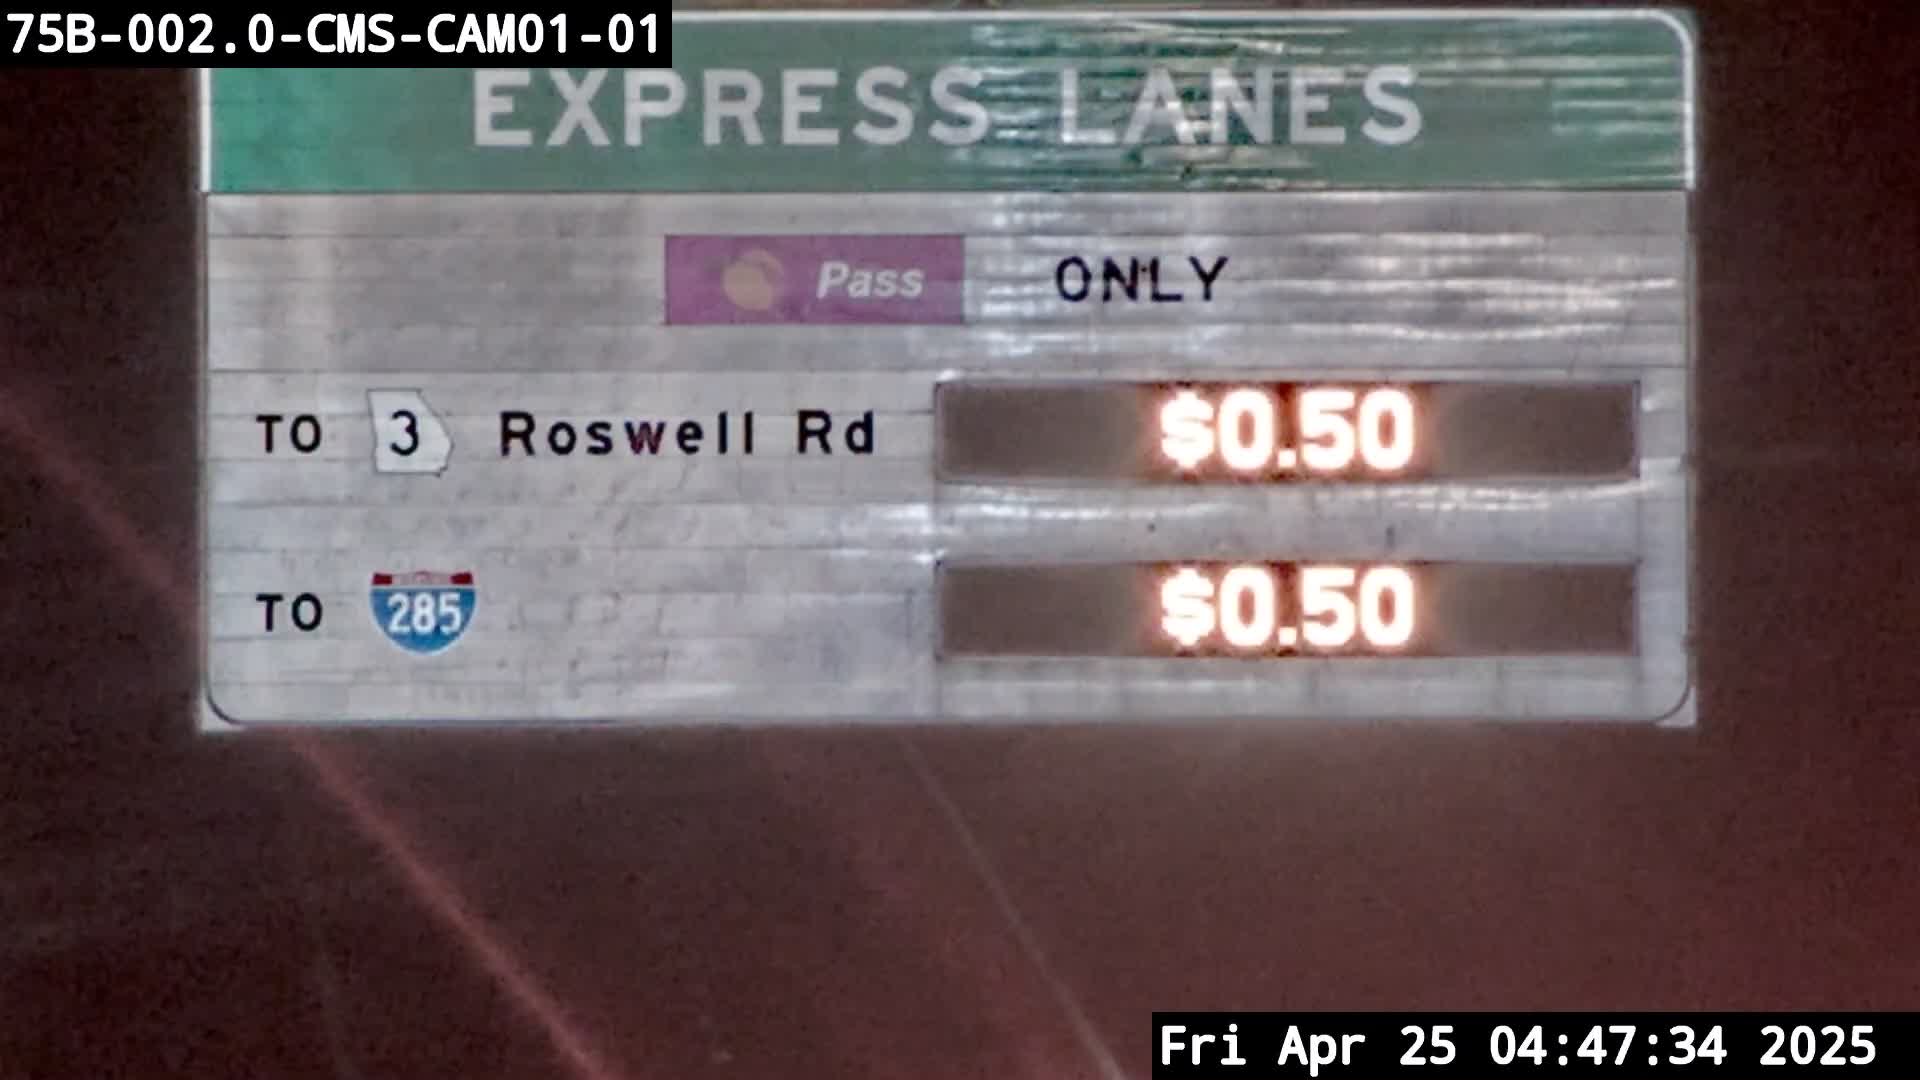 75B-002.0-CMS-CAM01-01
EXPRESS LANES
Pass ONLY
TO 3 Roswell Rd $0.50
TO 285 $0.50
Fri Apr 25 04:47:34 2025